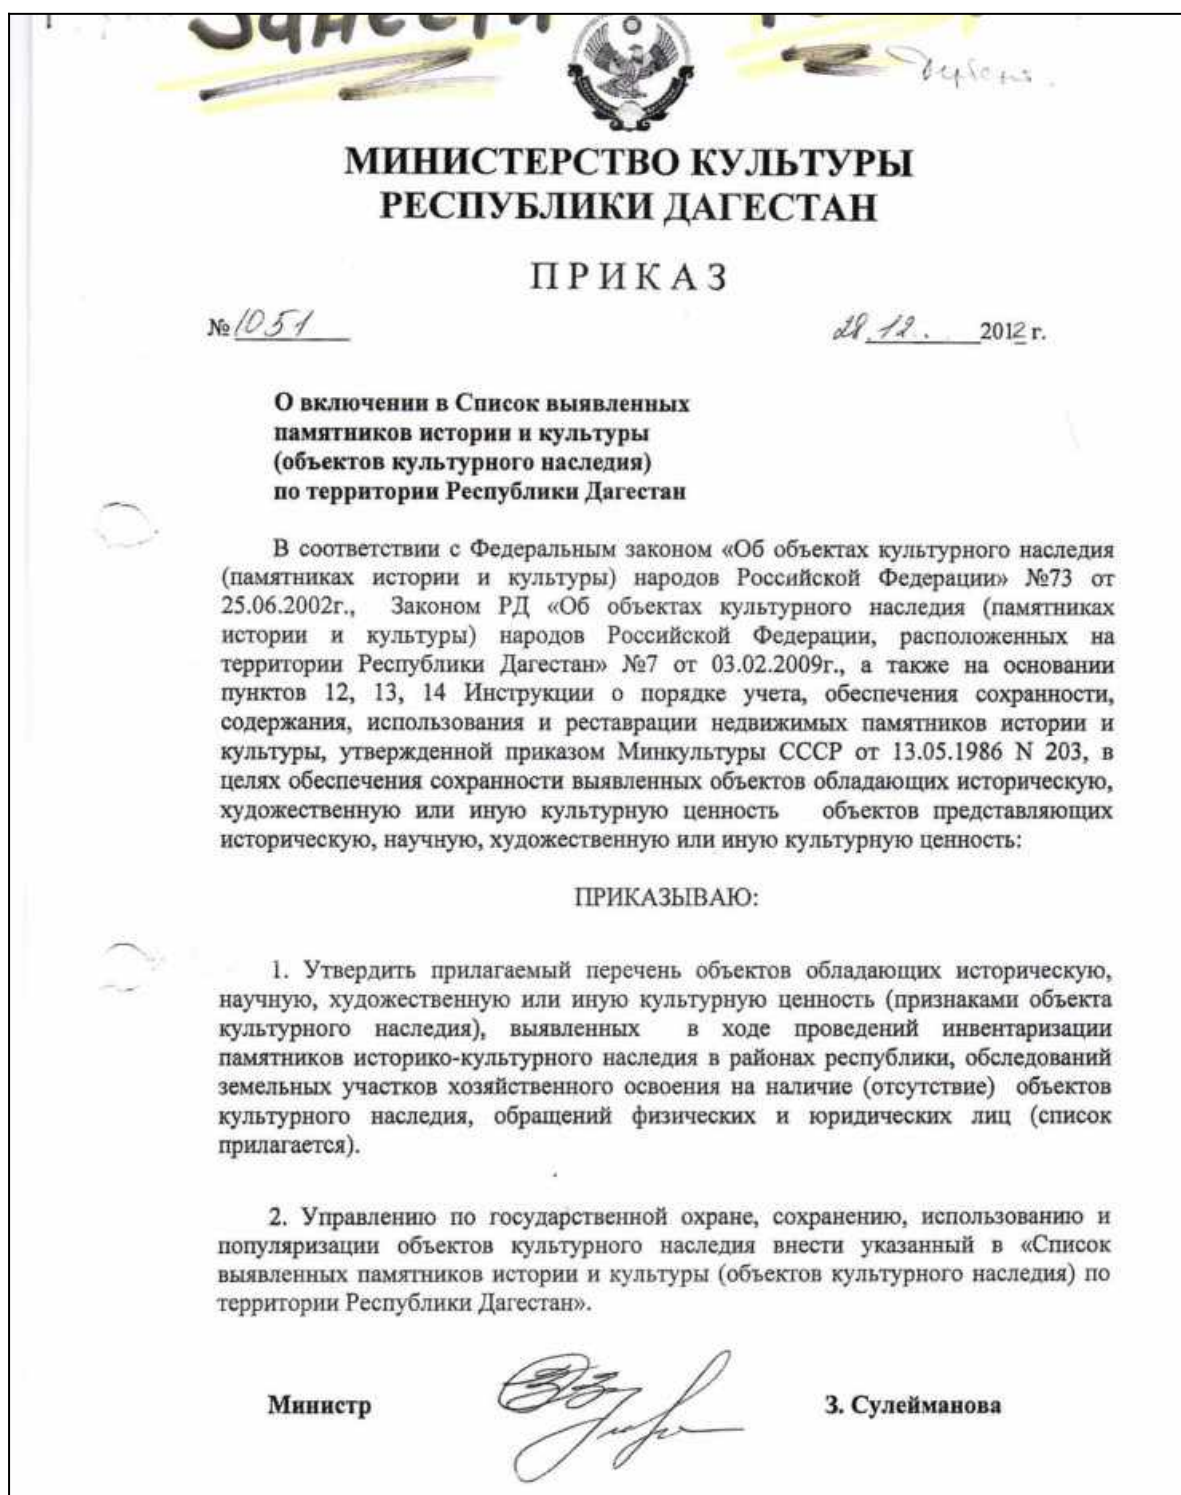 Занести
МИНИСТЕРСТВО КУЛЬТУРЫ
РЕСПУБЛИКИ ДАГЕСТАН
ПРИКАЗ
№ 1051 28.12. 2012 г.
О включении в Список выявленных
памятников истории и культуры
(объектов культурного наследия)
по территории Республики Дагестан
В соответствии с Федеральным законом «Об объектах культурного наследия
(памятниках истории и культуры) народов Российской Федерации» №73 от
25.06.2002г., Законом РД «Об объектах культурного наследия (памятниках
истории и культуры) народов Российской Федерации, расположенных на
территории Республики Дагестан» №7 от 03.02.2009г., а также на основании
пунктов 12, 13, 14 Инструкции о порядке учета, обеспечения сохранности,
содержания, использования и реставрации недвижимых памятников истории и
культуры, утвержденной приказом Минкультуры СССР от 13.05.1986 N 203, в
целях обеспечения сохранности выявленных объектов обладающих историческую,
художественную или иную культурную ценность объектов представляющих
историческую, научную, художественную или иную культурную ценность:
ПРИКАЗЫВАЮ:
1. Утвердить прилагаемый перечень объектов обладающих историческую,
научную, художественную или иную культурную ценность (признаками объекта
культурного наследия), выявленных в ходе проведений инвентаризации
памятников историко-культурного наследия в районах республики, обследований
земельных участков хозяйственного освоения на наличие (отсутствие) объектов
культурного наследия, обращений физических и юридических лиц (список
прилагается).
2. Управлению по государственной охране, сохранению, использованию и
популяризации объектов культурного наследия внести указанный в «Список
выявленных памятников истории и культуры (объектов культурного наследия) по
территории Республики Дагестан».
Министр З. Сулейманова